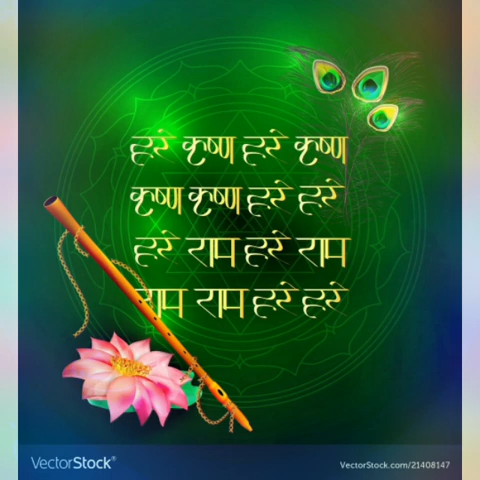 हरे कृष्ण हरे कृष्ण
कृष्ण कृष्ण हरे हरे
हरे राम हरे राम
राम राम हरे हरे
VectorStock®
VectorStock.com/21408147